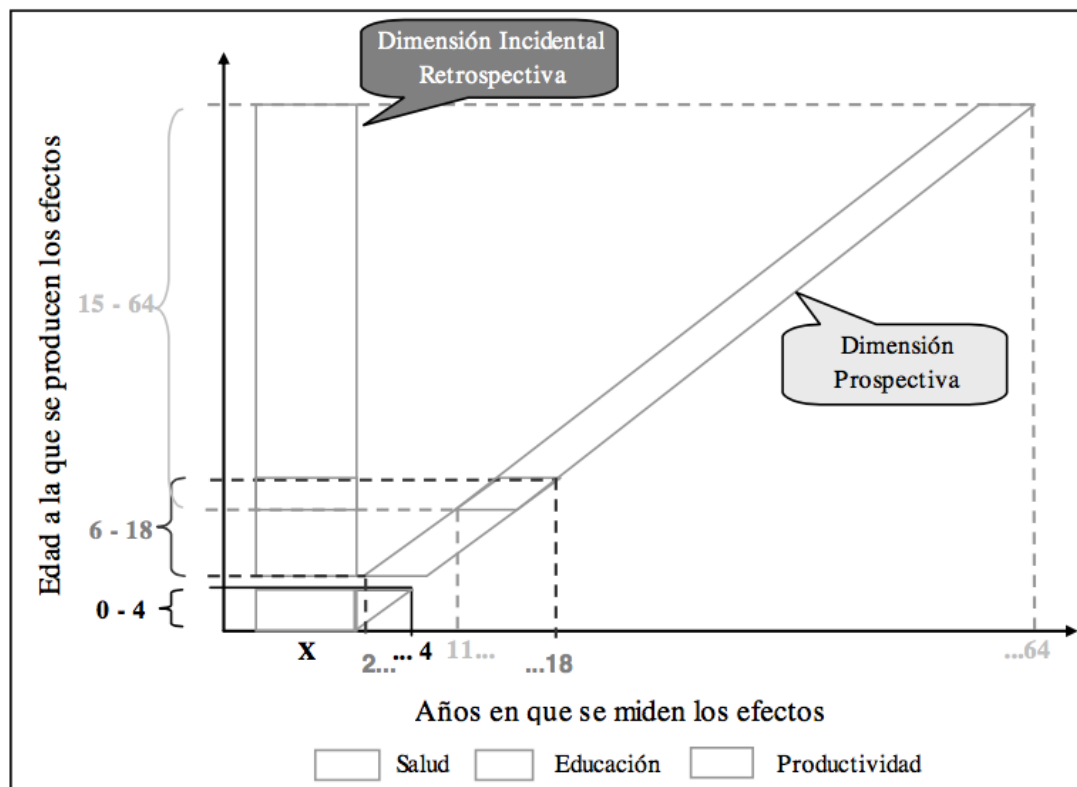 Dimensión Incidental
Retrospectiva
Edad a la que se producen los efectos
15 - 64
6 - 18
0 - 4
Dimensión
Prospectiva
X
2...
... 4
11...
...18
...64
Años en que se miden los efectos
Salud
Educación
Productividad